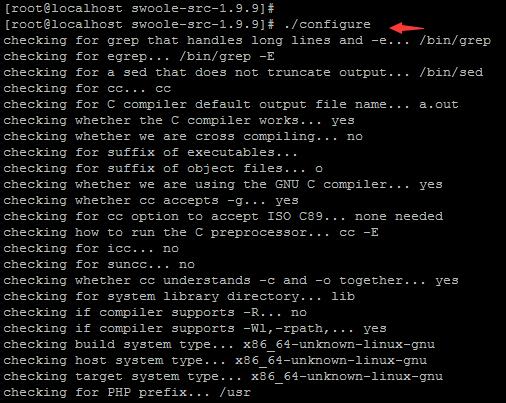 [root@localhost swoole-src-1.9.9]#
[root@localhost swoole-src-1.9.9]# ./configure
checking for grep that handles long lines and -e... /bin/grep
checking for egrep... /bin/grep -E
checking for a sed that does not truncate output... /bin/sed
checking for cc... cc
checking for C compiler default output file name... a.out
checking whether the C compiler works... yes
checking whether we are cross compiling... no
checking for suffix of executables...
checking for suffix of object files... o
checking whether we are using the GNU C compiler... yes
checking whether cc accepts -g... yes
checking for cc option to accept ISO C89... none needed
checking how to run the C preprocessor... cc -E
checking for icc... no
checking for suncc... no
checking whether cc understands -c and -o together... yes
checking for system library directory... lib
checking if compiler supports -R... no
checking if compiler supports -Wl,-rpath,... yes
checking build system type... x86_64-unknown-linux-gnu
checking host system type... x86_64-unknown-linux-gnu
checking target system type... x86_64-unknown-linux-gnu
checking for PHP prefix... /usr